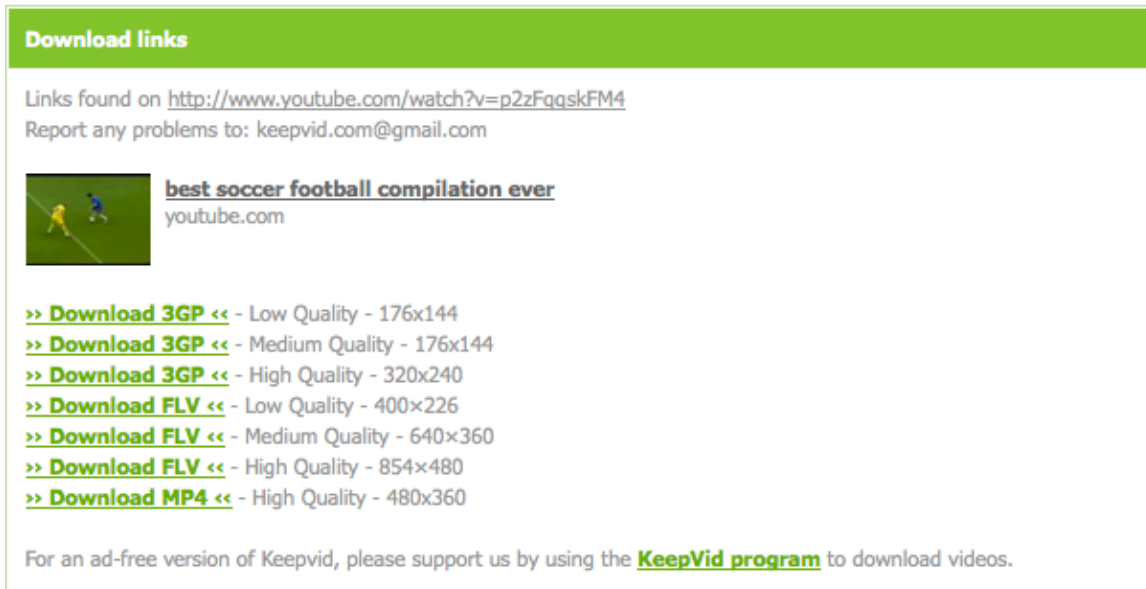 Download links
Links found on http://www.youtube.com/watch?v=p2zFqqskFM4
Report any problems to: keepvid.com@gmail.com
best soccer football compilation ever
youtube.com
›› Download 3GP ‹‹ - Low Quality - 176x144
›› Download 3GP ‹‹ - Medium Quality - 176x144
›› Download 3GP ‹‹ - High Quality - 320x240
›› Download FLV ‹‹ - Low Quality - 400×226
›› Download FLV ‹‹ - Medium Quality - 640×360
›› Download FLV ‹‹ - High Quality - 854×480
›› Download MP4 ‹‹ - High Quality - 480x360
For an ad-free version of Keepvid, please support us by using the KeepVid program to download videos.